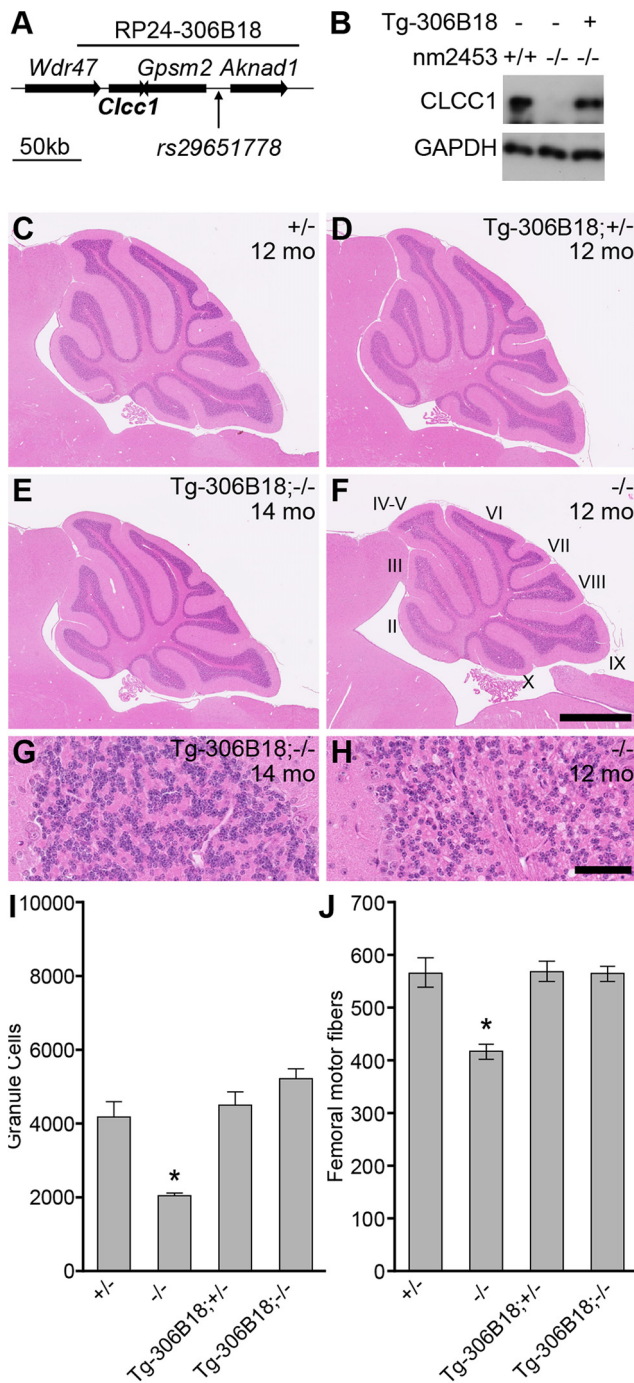 A
RP24-306B18
Wdr47 Gpsm2 Aknad1
Clcc1
50kb rs29651778
B
Tg-306B18 - - +
nm2453 +/+ -/- -/-
CLCC1
GAPDH
C +/-
12 mo
D Tg-306B18;+/-
12 mo
E Tg-306B18;-/-
14 mo
F -/-
12 mo
IV-V VI
VII
III
VIII
II
IX
X
G Tg-306B18;-/-
14 mo
H -/-
12 mo
I
Granule Cells
10000
8000
6000
4000
2000
0
*
+/- -/- Tg-306B18;+/- Tg-306B18;-/-
J
Femoral motor fibers
700
600
500
400
300
200
100
0
*
+/- -/- Tg-306B18;+/- Tg-306B18;-/-